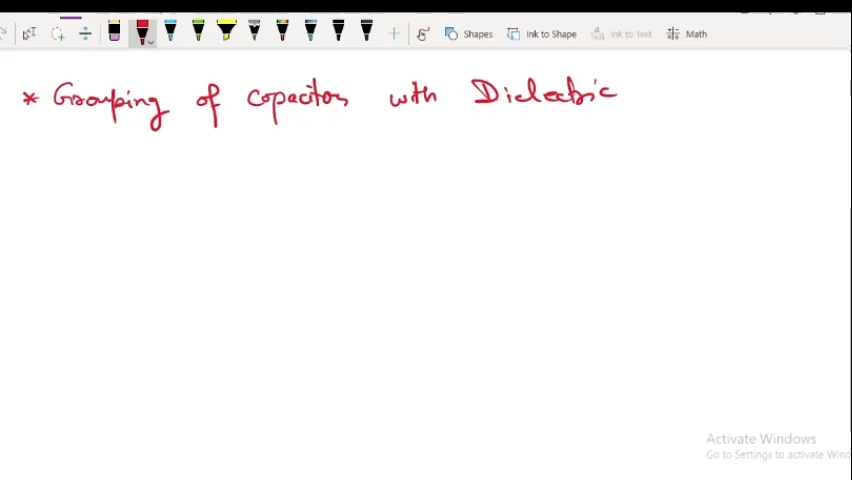 Shapes Ink to Shape Ink to Text Math
* Grouping of capacitors with Dielectric
Activate Windows
Go to Settings to activate Wind